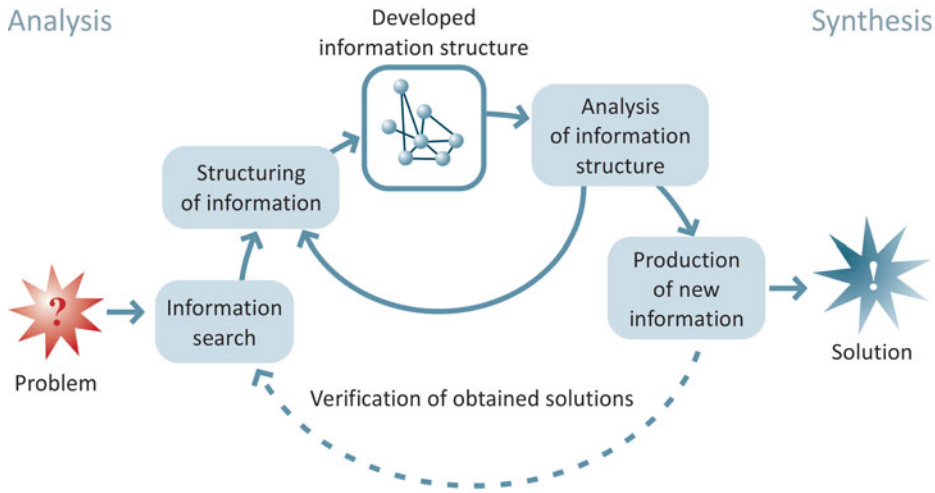 Analysis
Synthesis
Developed
information structure
Analysis
of information
structure
Structuring
of information
Production
of new
information
?
!
Information
search
Problem
Solution
Verification of obtained solutions